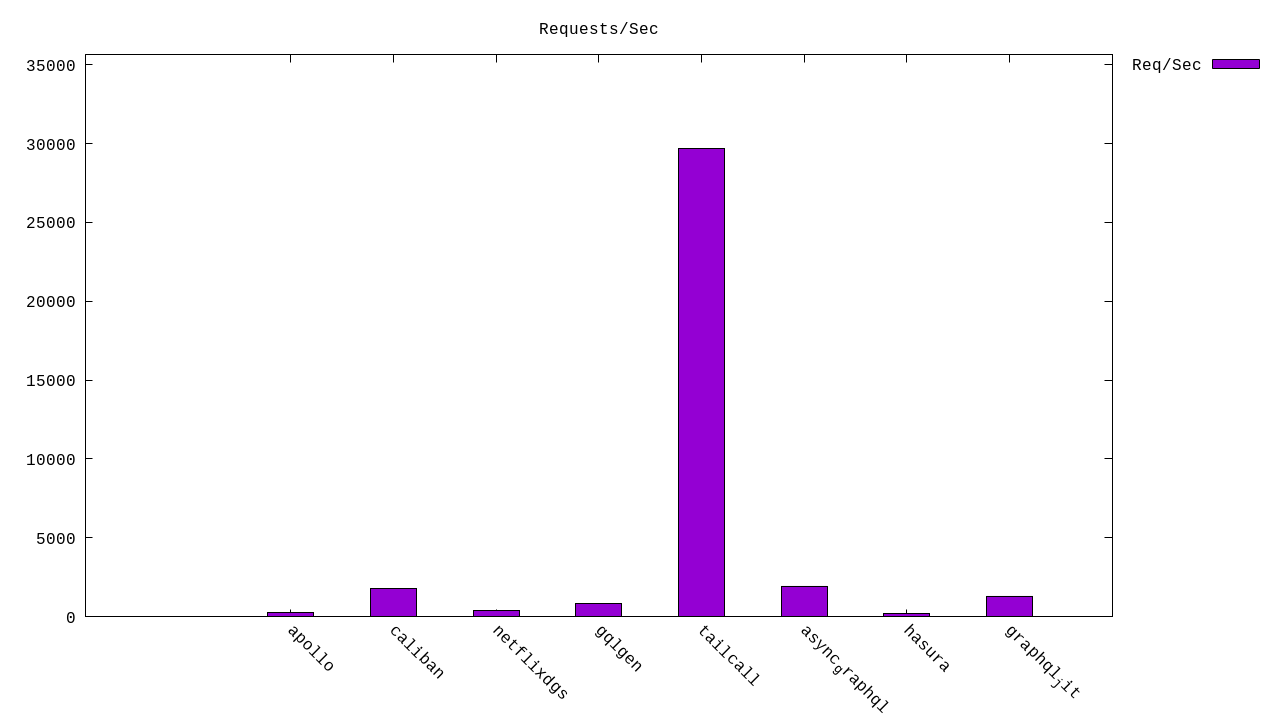 Requests/Sec
Req/Sec
35000
30000
25000
20000
15000
10000
5000
0
apollo
caliban
netflixdgs
gqlgen
tailcall
async_graphql
hasura
graphql_jit